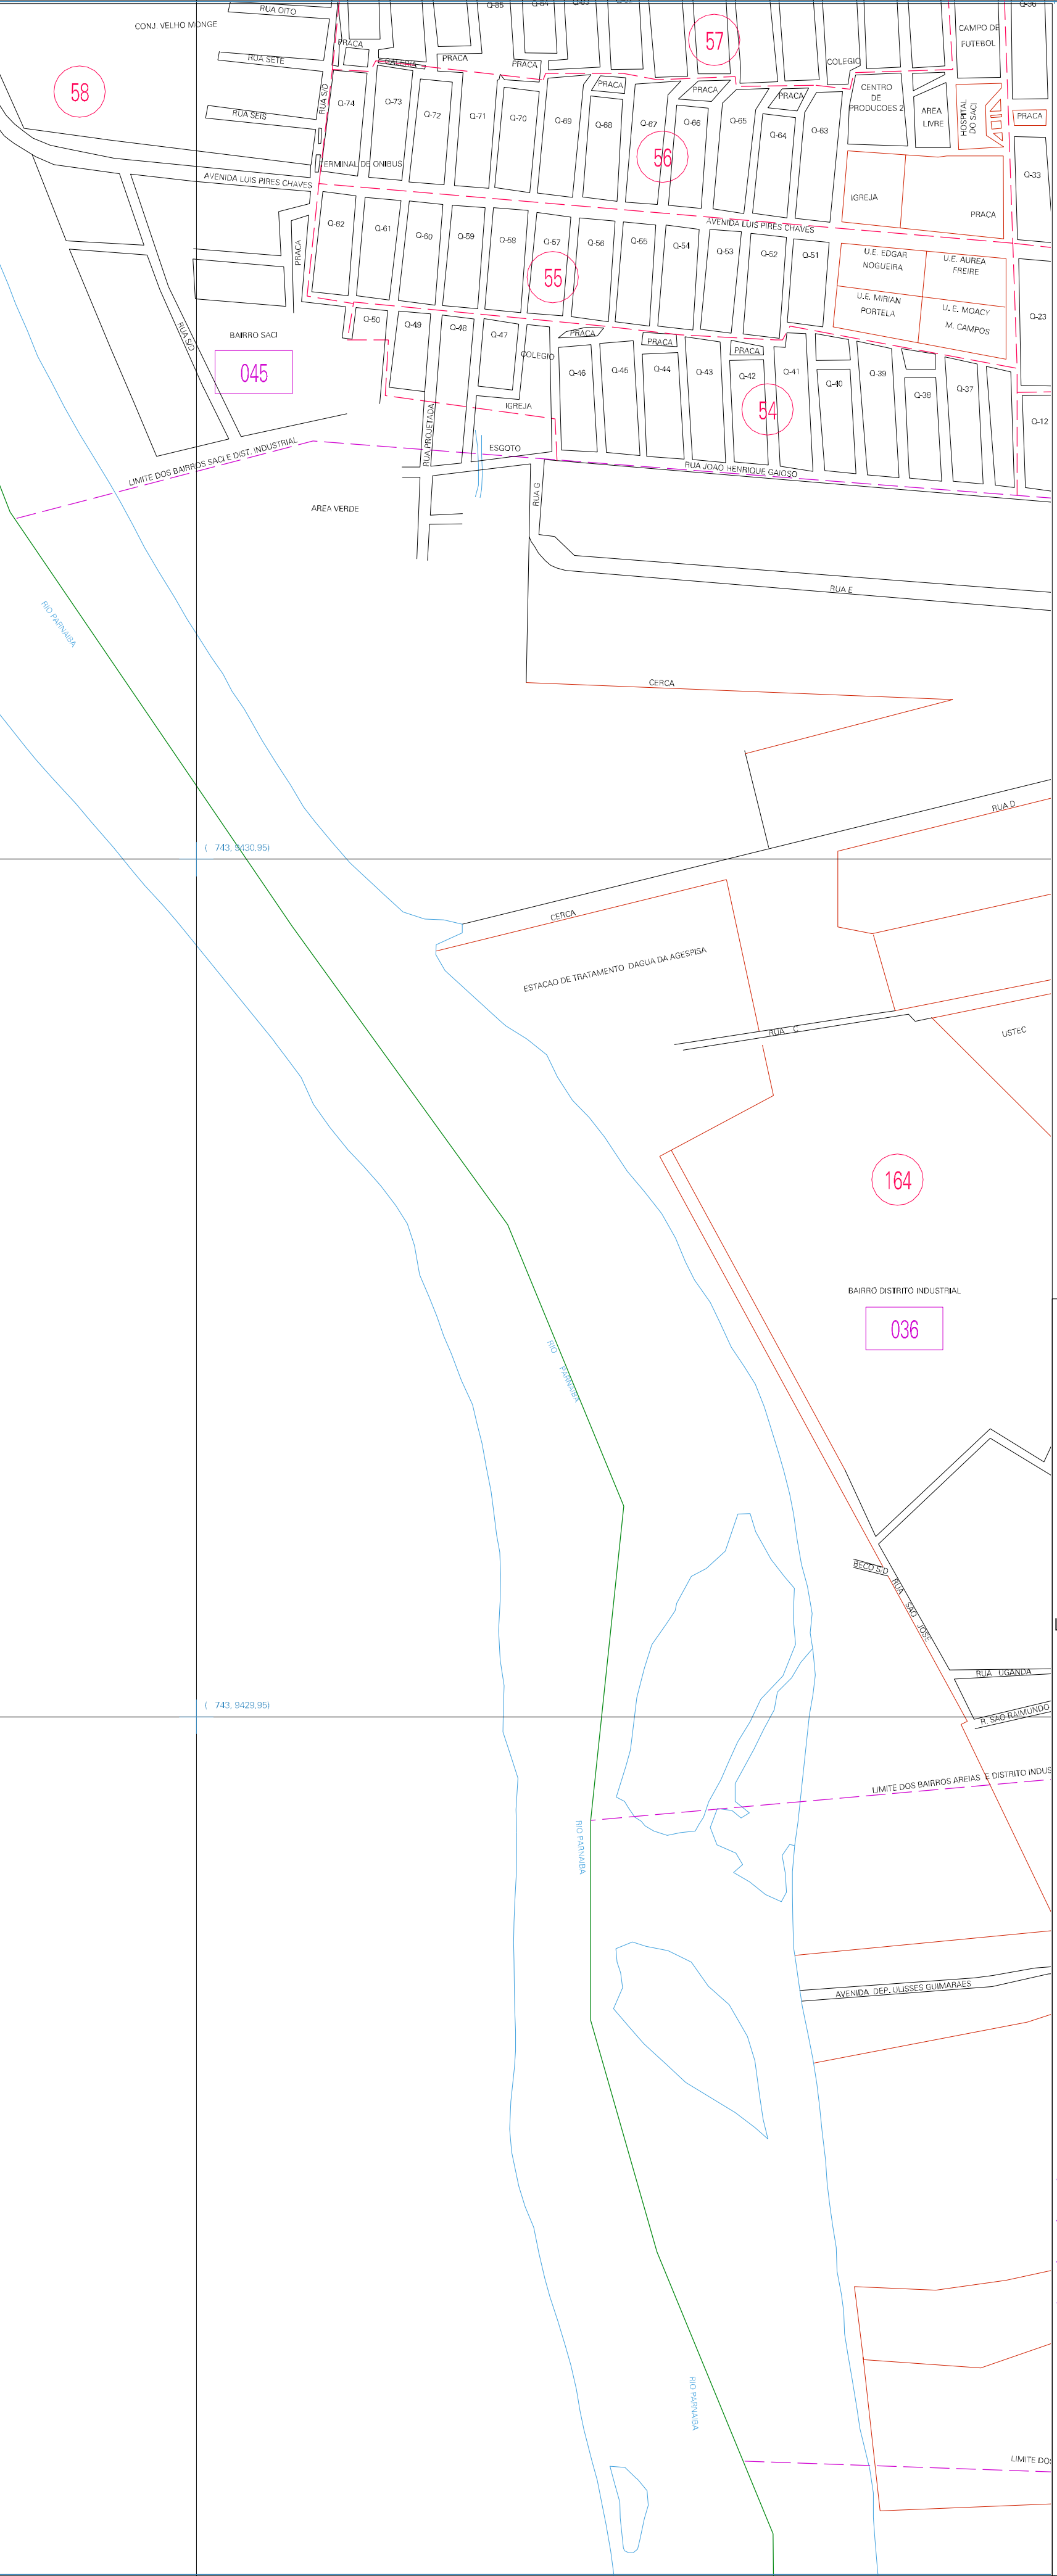 RUA OITO
CONJ. VELHO MONGE
Q-85
Q-84
57
Q-36
CAMPO DE
FUTEBOL
PRACA
RUA SETE
GALERIA
PRACA
PRACA
COLEGIO
58
RUA S/D
Q-74
Q-73
Q-72
Q-71
Q-70
Q-69
PRACA
Q-68
Q-67
PRACA
Q-66
Q-65
PRACA
Q-64
Q-63
CENTRO
DE
PRODUCOES 2
AREA
LIVRE
HOSPITAL
DO SACI
PRACA
RUA SEIS
56
TERMINAL DE ONIBUS
AVENIDA LUIS PIRES CHAVES
Q-33
IGREJA
PRACA
AVENIDA LUIS PIRES CHAVES
Q-62
Q-61
Q-60
Q-59
Q-58
Q-57
Q-56
Q-55
Q-54
Q-53
Q-52
Q-51
PRACA
55
U.E. EDGAR
NOGUEIRA
U.E. AUREA
FREIRE
U.E. MIRIAN
PORTELA
U.E. MOACY
M. CAMPOS
Q-23
RUA S/D
BAIRRO SACI
045
Q-50
Q-49
Q-48
Q-47
COLEGIO
PRACA
PRACA
PRACA
Q-46
Q-45
Q-44
Q-43
Q-42
Q-41
Q-40
Q-39
Q-38
Q-37
Q-12
54
IGREJA
RUA PROJETADA
ESGOTO
LIMITE DOS BAIRROS SACI E DIST. INDUSTRIAL
RUA JOAO HENRIQUE GAIOSO
AREA VERDE
RUA G
RUA E
RIO PARNAIBA
CERCA
RUA D
( 743, 9430,95)
CERCA
ESTACAO DE TRATAMENTO DAGUA DA AGESPISA
RUA C
USTEC
164
BAIRRO DISTRITO INDUSTRIAL
036
RIO PARNAIBA
BECO S/D
RUA SAO JOSE
RUA UGANDA
R. SAO RAIMUNDO
( 743, 9429,95)
LIMITE DOS BAIRROS AREIAS E DISTRITO INDUS
RIO PARNAIBA
AVENIDA DEP. ULISSES GUIMARAES
RIO PARNAIBA
LIMITE DOS